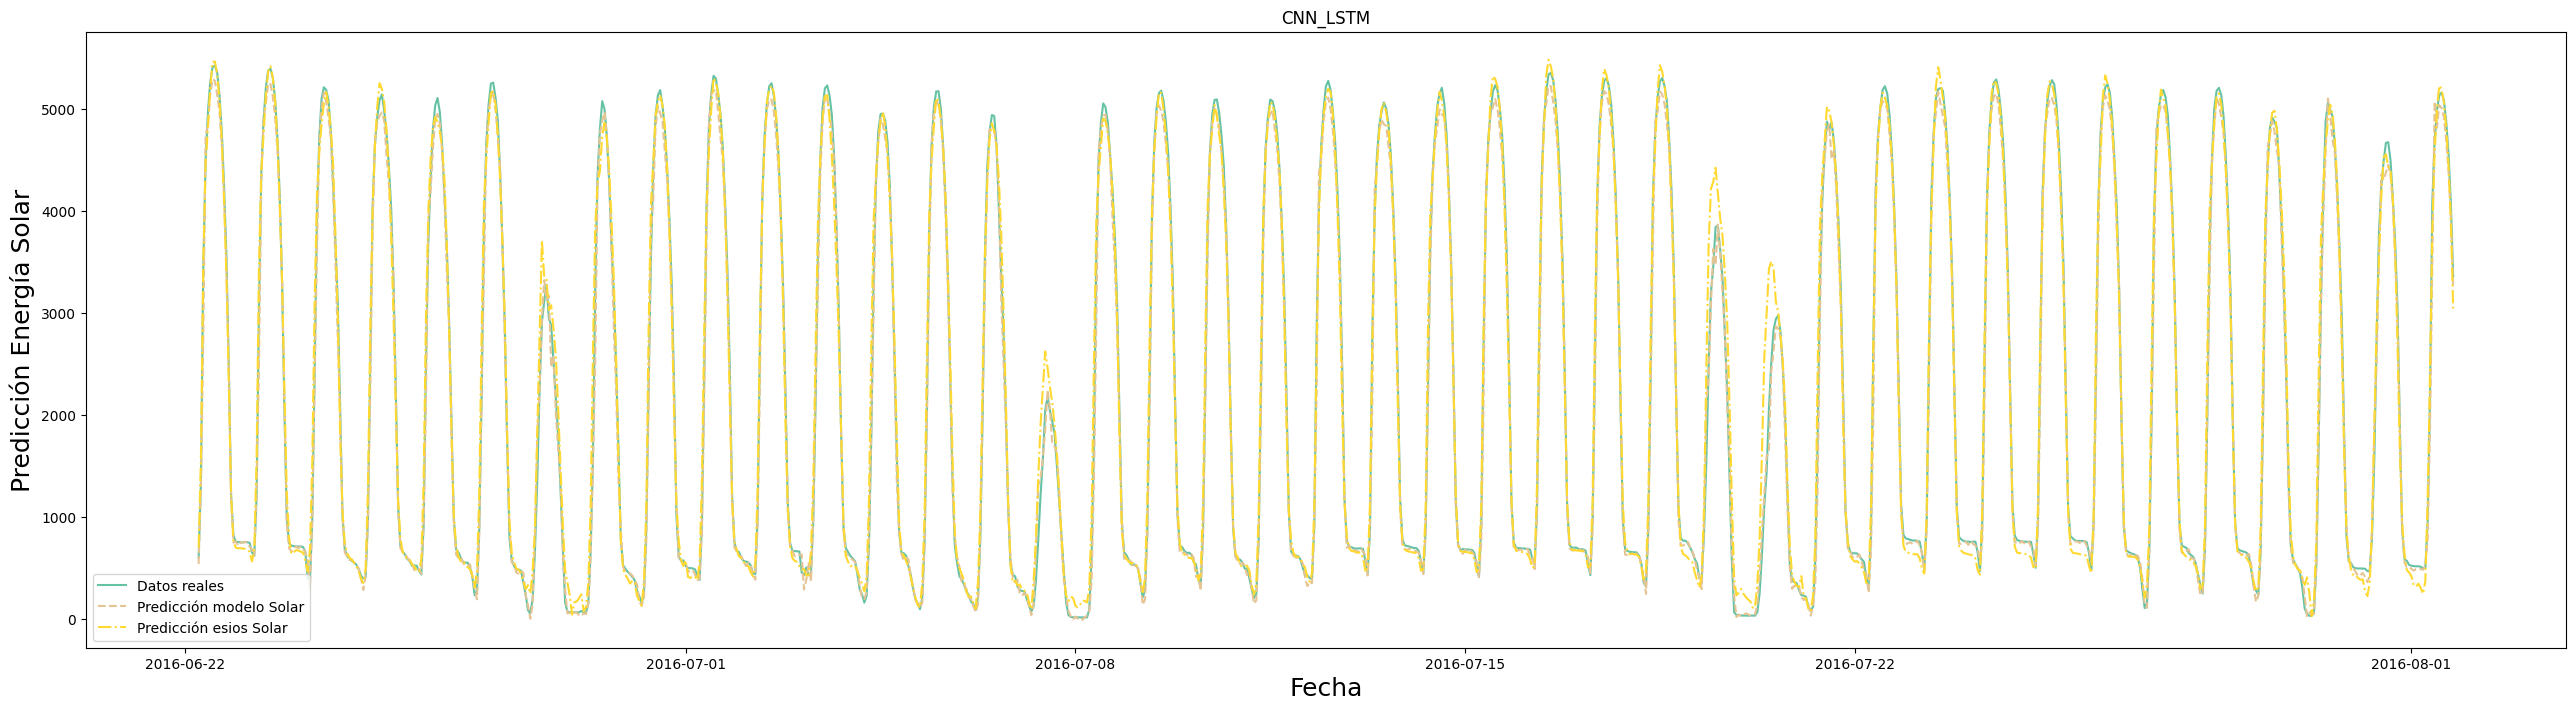 CNN_LSTM
Predicción Energía Solar
5000
4000
3000
2000
1000
0
Datos reales
Predicción modelo Solar
Predicción esios Solar
2016-06-22
2016-07-01
2016-07-08
2016-07-15
2016-07-22
2016-08-01
Fecha